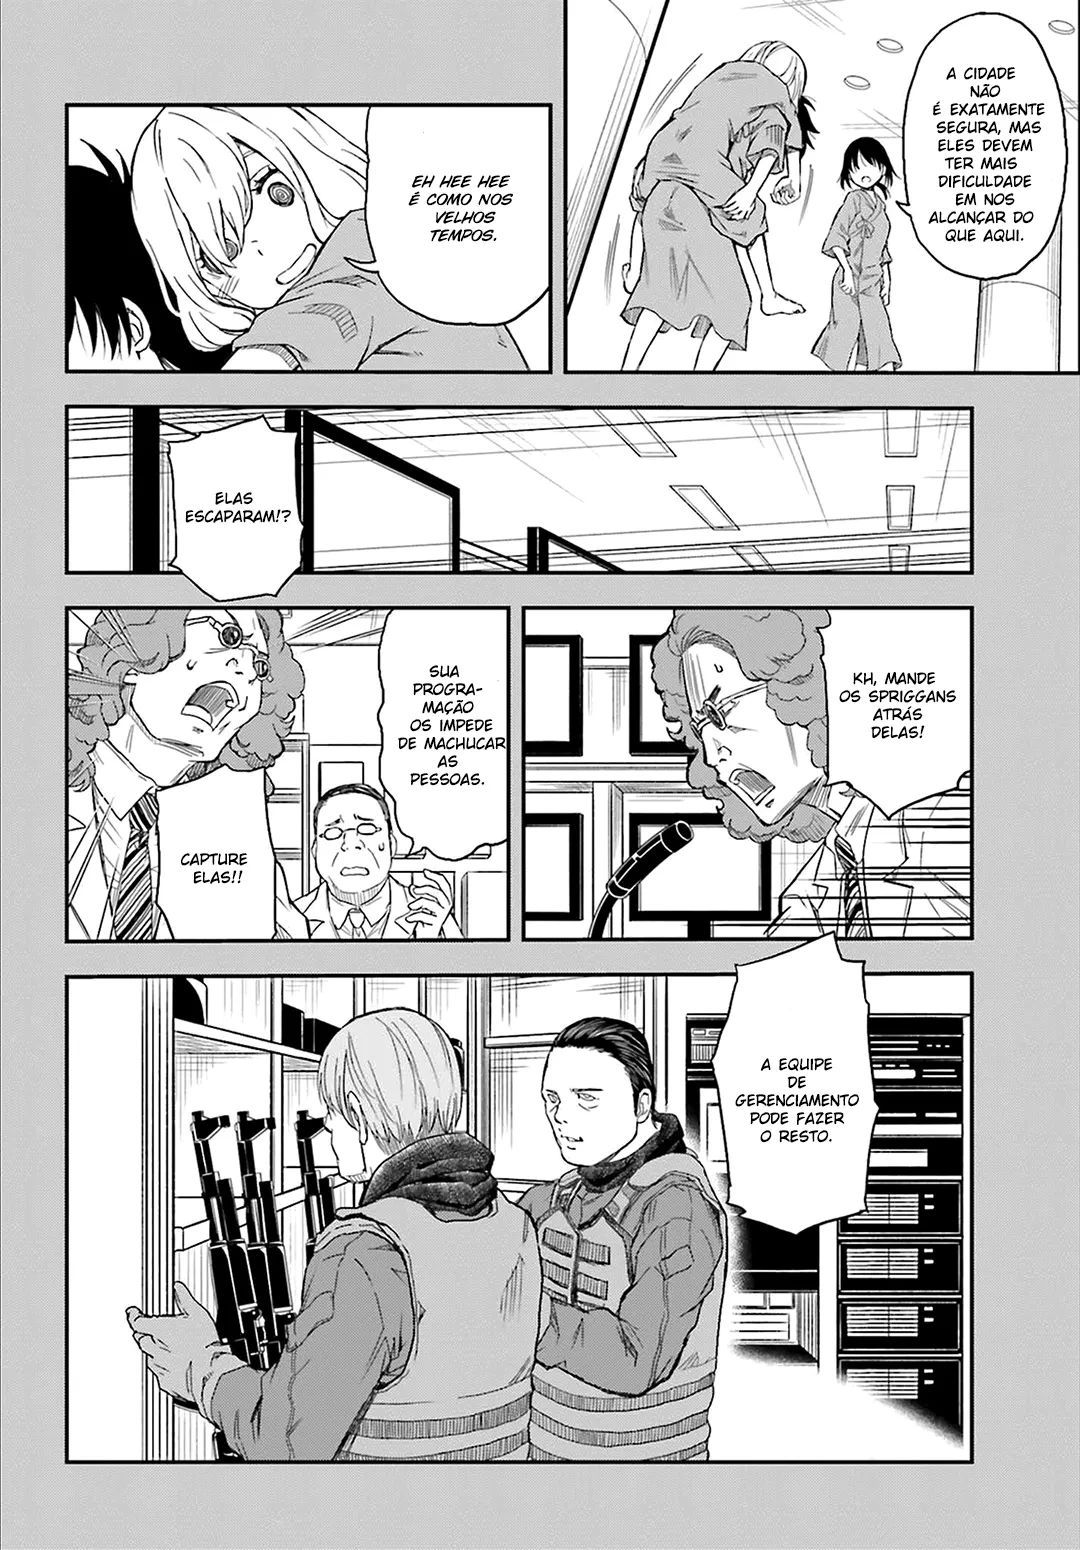 A CIDADE
NÃO
É EXATAMENTE
SEGURA, MAS
ELES DEVEM
TER MAIS
DIFICULDADE
EM NOS
ALCANÇAR DO
QUE AQUI.
EH HEE HEE
É COMO NOS
VELHOS
TEMPOS.
ELAS
ESCAPARAM!?
KH, MANDE
OS SPRIGGANS
ATRÁS
DELAS!
SUA
PROGRA-
MAÇÃO
OS IMPEDE
DE MACHUCAR
AS
PESSOAS.
CAPTURE
ELAS!!
A EQUIPE
DE
GERENCIAMENTO
PODE FAZER
O RESTO.